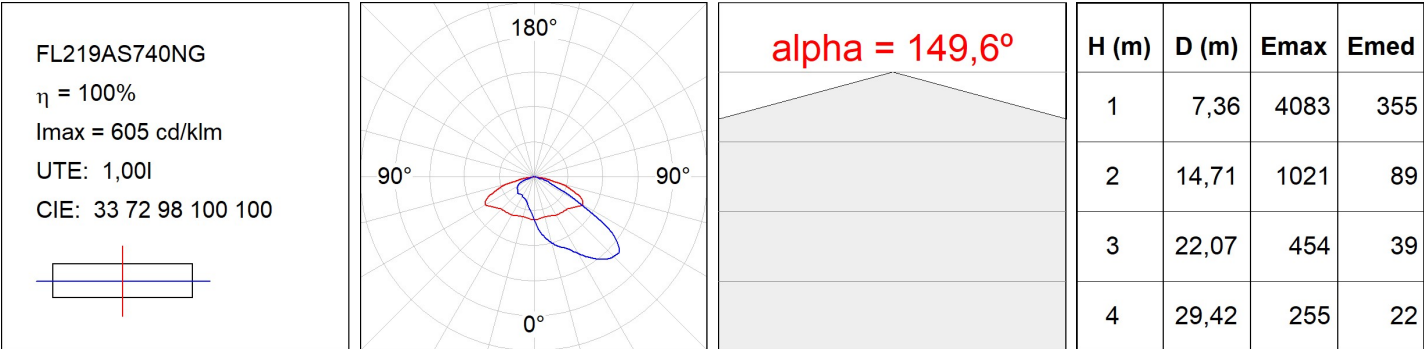 FL219AS740NG
η = 100%
Imax = 605 cd/klm
UTE: 1,00I
CIE: 33 72 98 100 100
180°
90° 90°
0°
alpha = 149,6º
H (m) D (m) Emax Emed
1 7,36 4083 355
2 14,71 1021 89
3 22,07 454 39
4 29,42 255 22